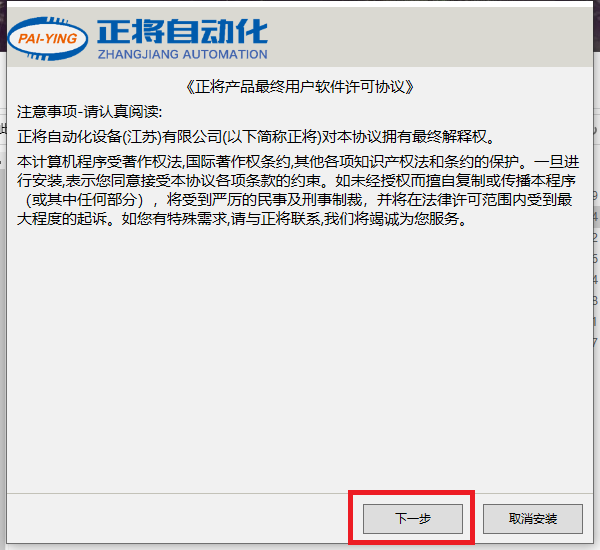 PAI-YING
正将自动化
ZHANGJIANG AUTOMATION
《正将产品最终用户软件许可协议》
注意事项-请认真阅读:
正将自动化设备(江苏)有限公司(以下简称正将)对本协议拥有最终解释权。
本计算机程序受著作权法,国际著作权条约,其他各项知识产权法和条约的保护。一旦进
行安装,表示您同意接受本协议各项条款的约束。如未经授权而擅自复制或传播本程序
（或其中任何部分），将受到严厉的民事及刑事制裁，并将在法律许可范围内受到最
大程度的起诉。如您有特殊需求,请与正将联系,我们将竭诚为您服务。
9
4
2
6
4
8
1
7
下一步
取消安装